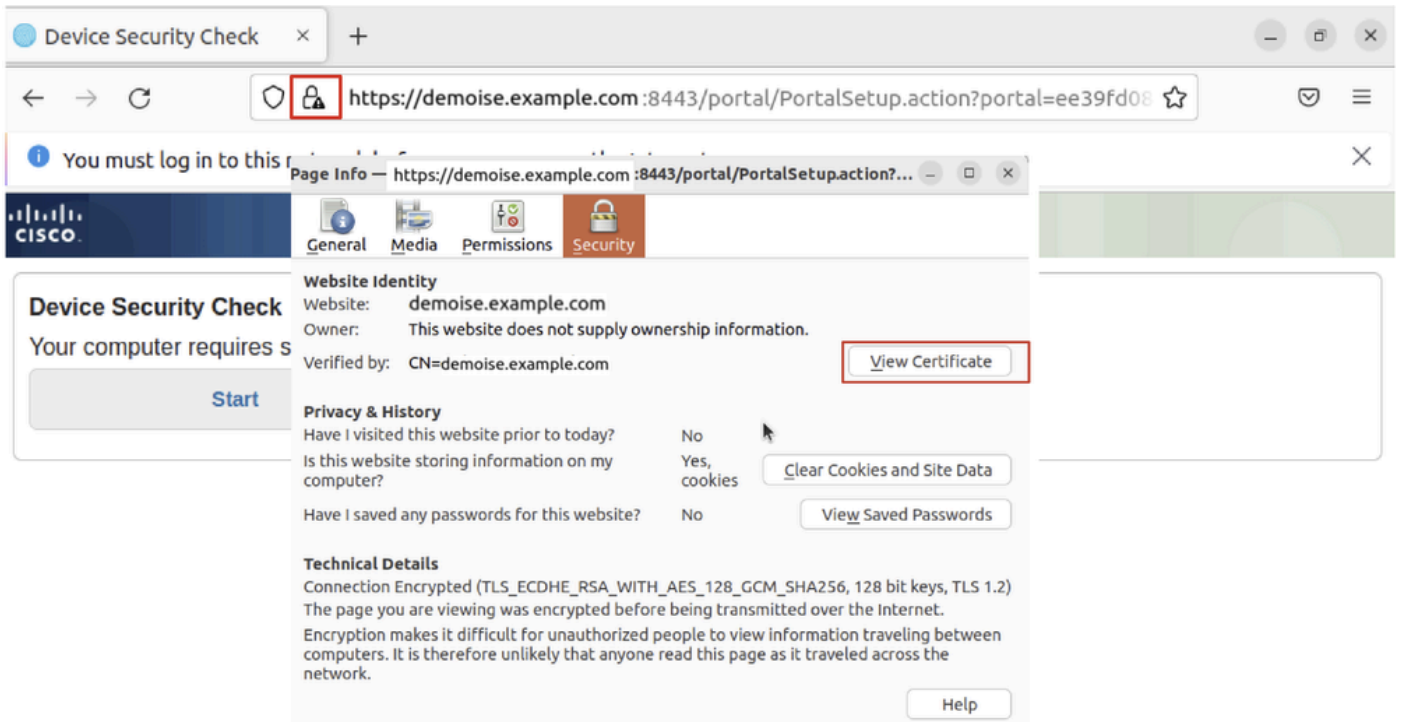 Device Security Check
https://demoise.example.com:8443/portal/PortalSetup.action?portal=ee39fd08
You must log in to this
Page Info — https://demoise.example.com :8443/portal/PortalSetup.action?...
CISCO
General Media Permissions Security
Website Identity
Website: demoise.example.com
Owner: This website does not supply ownership information.
Verified by: CN=demoise.example.com
View Certificate
Privacy & History
Have I visited this website prior to today? No
Is this website storing information on my
computer?
Yes,
cookies
Clear Cookies and Site Data
Have I saved any passwords for this website? No
View Saved Passwords
Technical Details
Connection Encrypted (TLS_ECDHE_RSA_WITH_AES_128_GCM_SHA256, 128 bit keys, TLS 1.2)
The page you are viewing was encrypted before being transmitted over the Internet.
Encryption makes it difficult for unauthorized people to view information traveling between
computers. It is therefore unlikely that anyone read this page as it traveled across the
network.
Help
Device Security Check
Your computer requires s
Start